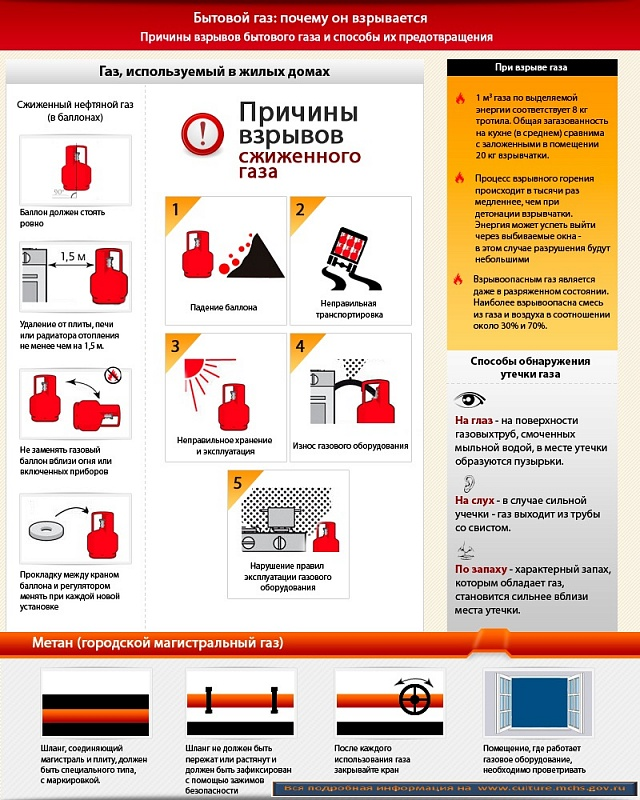 Бытовой газ: почему он взрывается
Причины взрывов бытового газа и способы их предотвращения
Газ, используемый в жилых домах
Сжиженный нефтяной газ
(в баллонах)
90°
Баллон должен стоять
ровно
1,5 м
Удаление от плиты, печи
или радиатора отопления
не менее чем на 1,5 м.
Не заменять газовый
баллон вблизи огня или
включенных приборов
Прокладку между краном
баллона и регулятором
менять при каждой новой
установке
Причины
взрывов
сжиженного
газа
1
Падение баллона
2
Неправильная
транспортировка
3
Неправильное хранение
и эксплуатация
4
Износ газового оборудования
5
Нарушение правил
эксплуатации газового
оборудования
При взрыве газа
1 м³ газа по выделяемой
энергии соответствует 8 кг
тротила. Общая загазованность
на кухне (в среднем) сравнима
с заложенными в помещении
20 кг взрывчатки.
Процесс взрывного горения
происходит в тысячи раз
медленнее, чем при
детонации взрывчатки.
Энергия может успеть выйти
через выбиваемые окна -
в этом случае разрушения будут
небольшими
Взрывоопасным газ является
даже в разряженном состоянии.
Наиболее взрывоопасна смесь
из газа и воздуха в соотношении
около 30% и 70%.
Способы обнаружения
утечки газа
На глаз - на поверхности
газовыхтруб, смоченных
мыльной водой, в месте утечки
образуются пузырьки.
На слух - в случае сильной
учечки - газ выходит из трубы
со свистом.
По запаху - характерный запах,
которым обладает газ,
становится сильнее вблизи
места утечки.
Метан (городской магистральный газ)
Шланг, соединяющий
магистраль и плиту, должен
быть специального типа,
с маркировкой.
Шланг не должен быть
пережат или растянут и
должен быть зафиксирован
с помощью зажимов
безопасности
После каждого
использования газа
закрывайте кран
Помещение, где работает
газовое оборудование,
необходимо проветривать
Вся подробная информация на www.culture.mchs.gov.ru